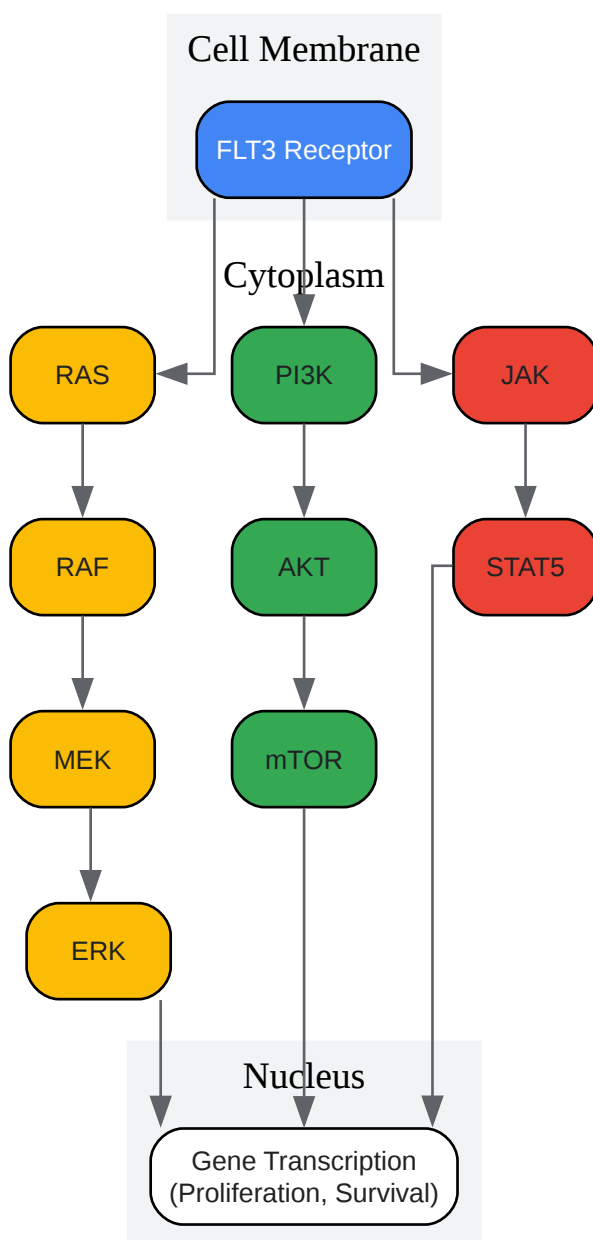 Cell Membrane
FLT3 Receptor
Cytoplasm
RAS
PI3K
JAK
RAF
AKT
STAT5
MEK
mTOR
ERK
Nucleus
Gene Transcription
(Proliferation, Survival)